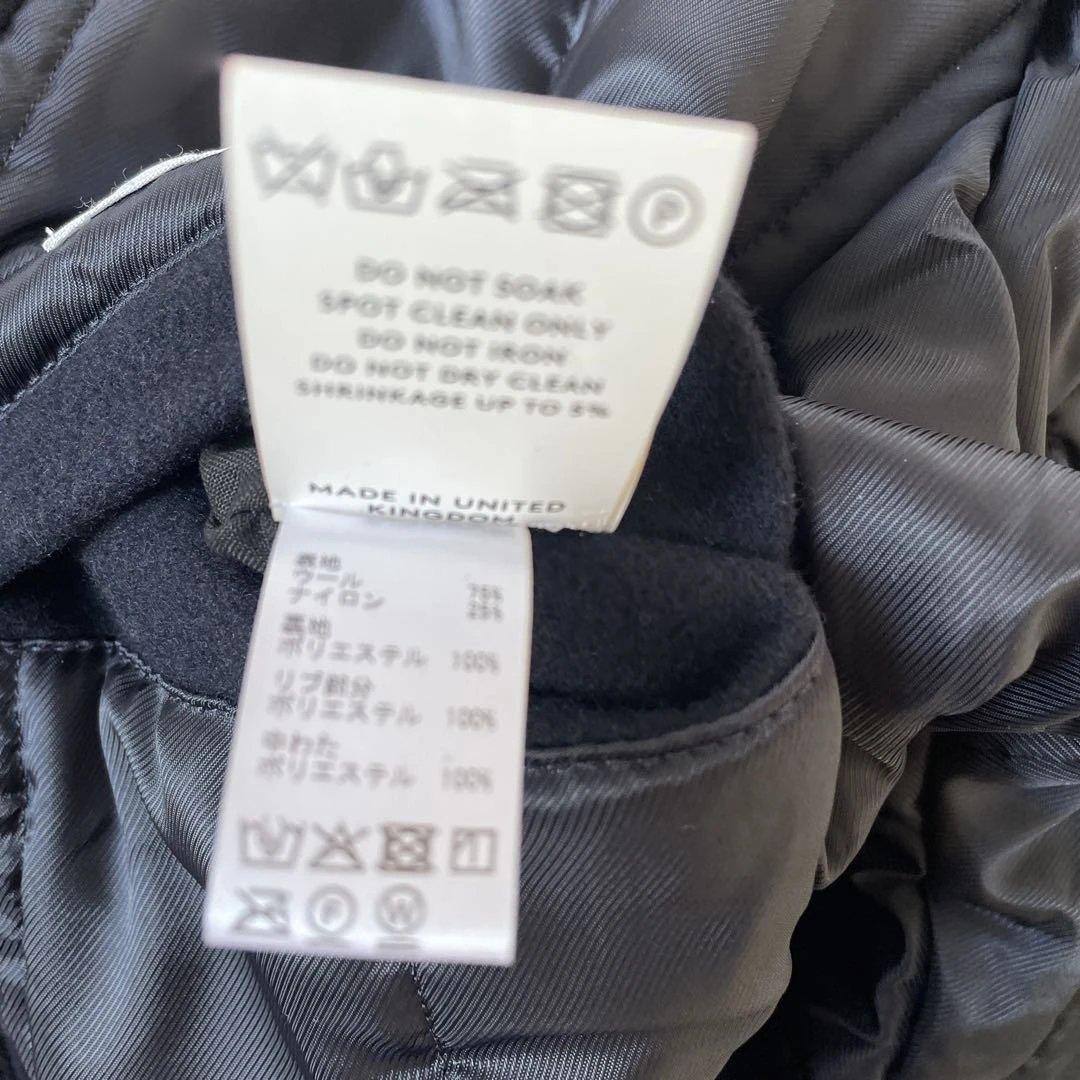 P
DO NOT SOAK
SPOT CLEAN ONLY
DO NOT IRON
DO NOT DRY CLEAN
SHRINKAGE UP TO 5%
MADE IN UNITED
KINGDOM
表地
ウール 75%
ナイロン 25%
裏地
ポリエステル 100%
リブ部分
ポリエステル 100%
中わた
ポリエステル 100%
P W